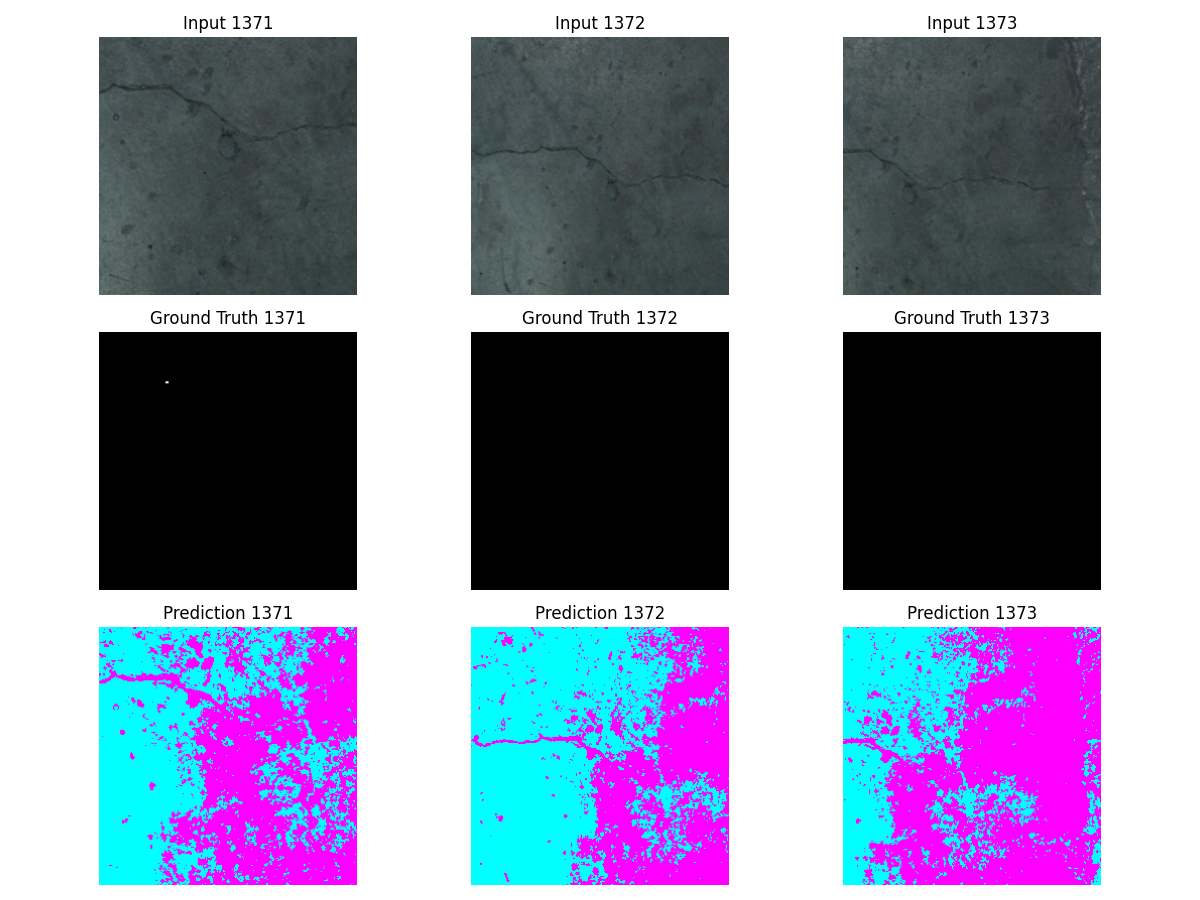 Input 1371
Input 1372
Input 1373
Ground Truth 1371
Ground Truth 1372
Ground Truth 1373
Prediction 1371
Prediction 1372
Prediction 1373